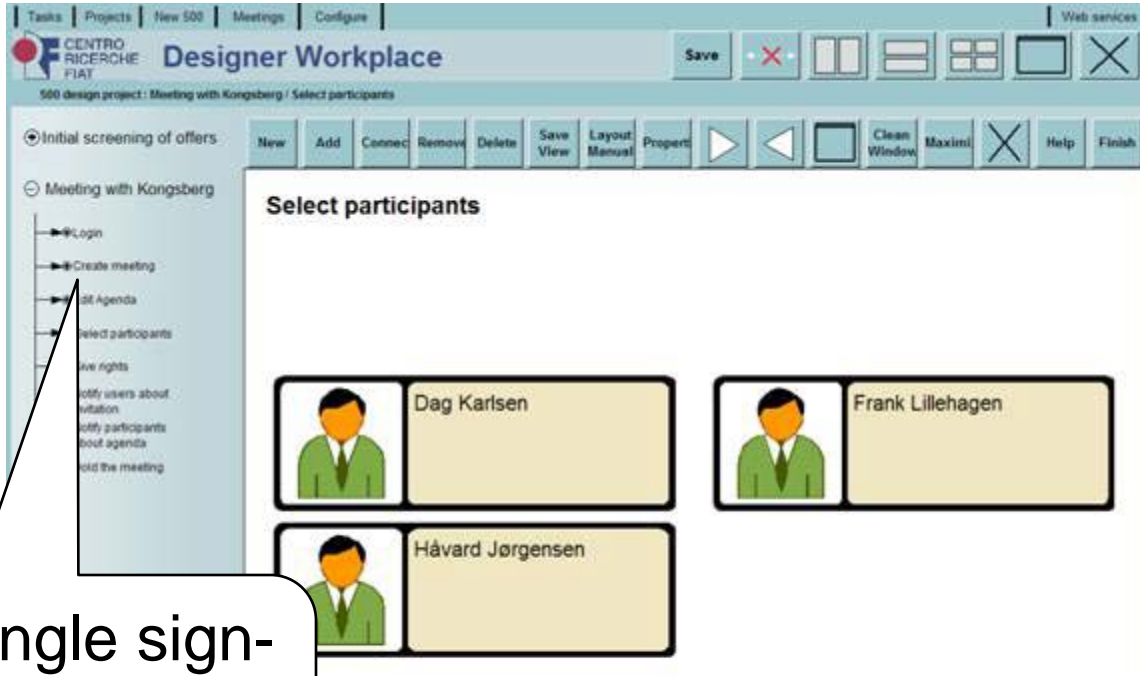 Tasks Projects New 500 Meetings Configure Web services
CENTRO
RICERCHE
FIAT
Designer Workplace
Save
500 design project : Meeting with Kongsberg / Select participants
Initial screening of offers
New Add Connec Remove Delete Save View Layout Manual Propert Clean Window Maximi Help Finish
Meeting with Kongsberg
Select participants
Login
Create meeting
dit Agenda
elect participants
ive rights
otify users about
vitation
otify participants
bout agenda
old the meeting
Dag Karlsen
Frank Lillehagen
Håvard Jørgensen
ngle sign-